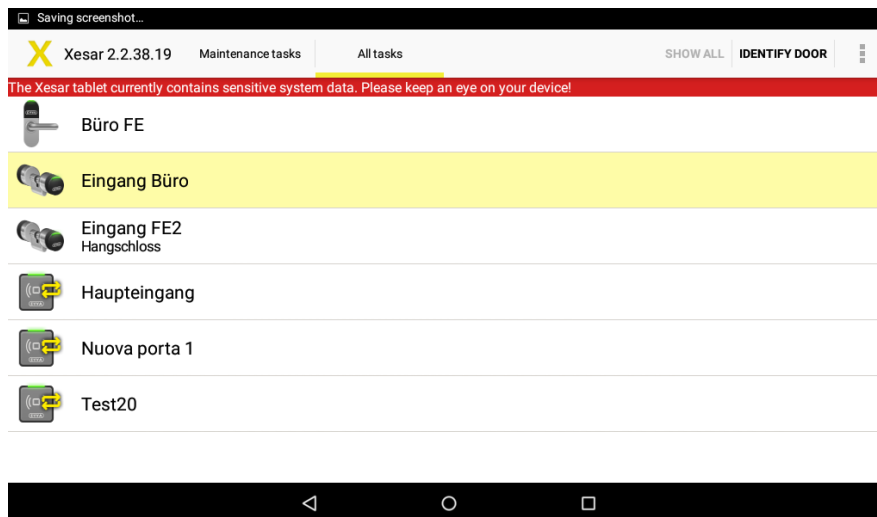 Saving screenshot...
Xesar 2.2.38.19 Maintenance tasks All tasks SHOW ALL IDENTIFY DOOR
The Xesar tablet currently contains sensitive system data. Please keep an eye on your device!
Büro FE
Eingang Büro
Eingang FE2
Hangschloss
Haupteingang
Nuova porta 1
Test20